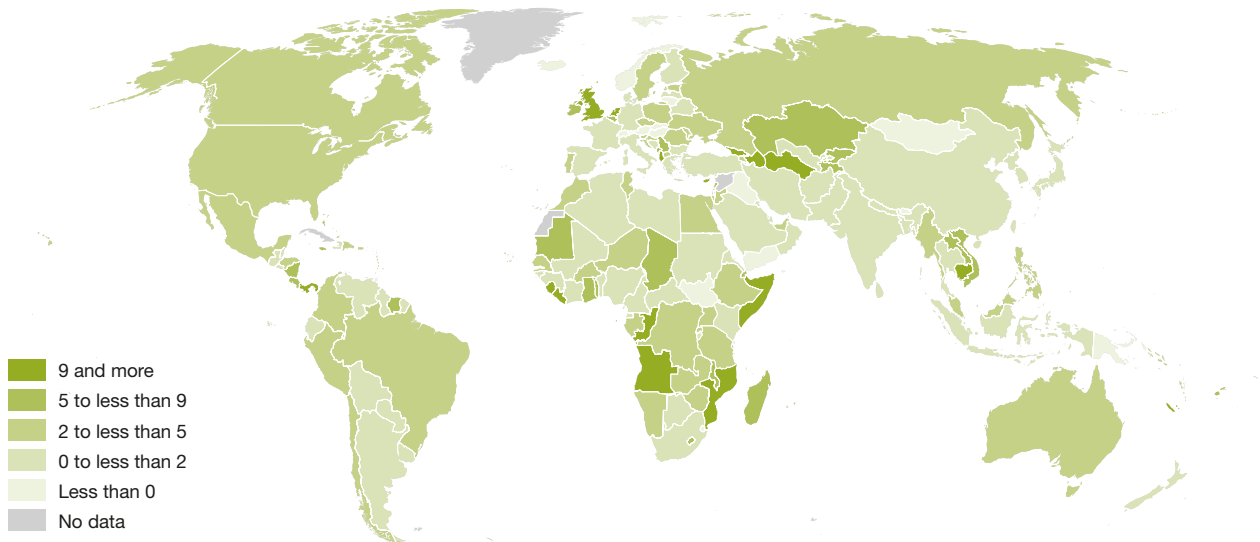 9 and more
5 to less than 9
2 to less than 5
0 to less than 2
Less than 0
No data